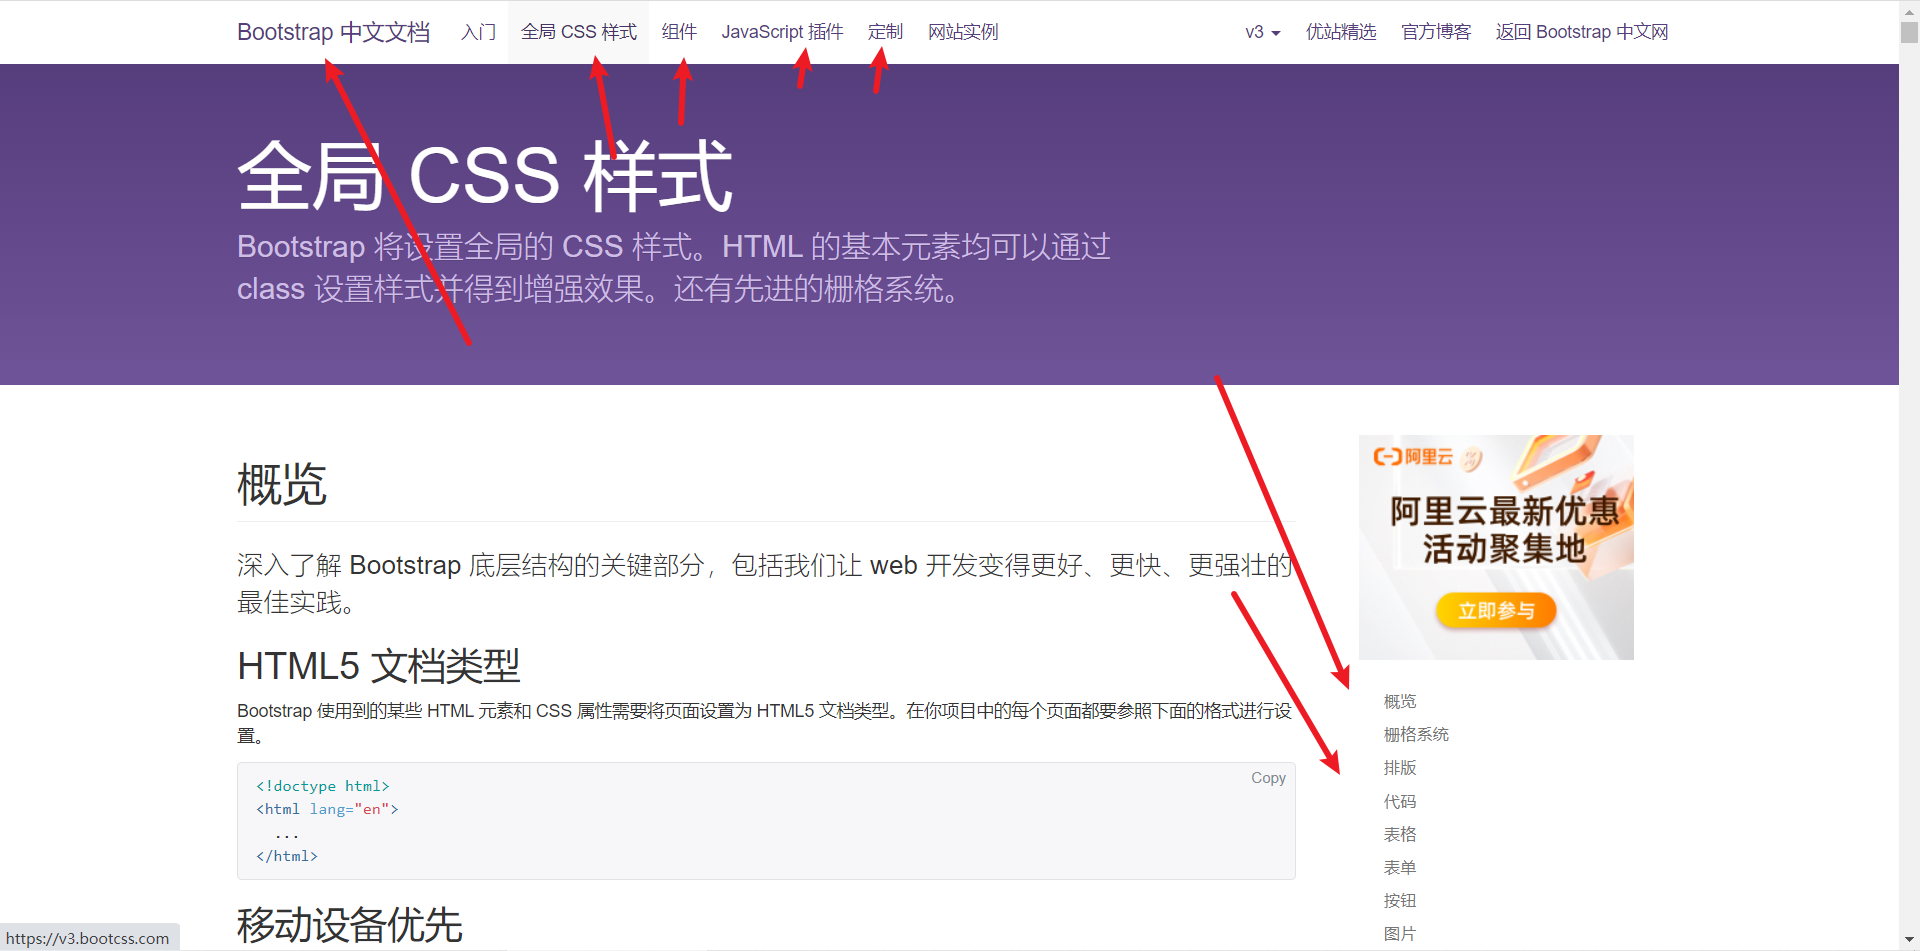 Bootstrap 中文文档 入门 全局 CSS 样式 组件 JavaScript 插件 定制 网站实例 v3 优站精选 官方博客 返回 Bootstrap 中文网
全局 CSS 样式
Bootstrap 将设置全局的 CSS 样式。HTML 的基本元素均可以通过
class 设置样式并得到增强效果。还有先进的栅格系统。
概览
深入了解 Bootstrap 底层结构的关键部分，包括我们让 web 开发变得更好、更快、更强壮的
最佳实践。
HTML5 文档类型
Bootstrap 使用到的某些 HTML 元素和 CSS 属性需要将页面设置为 HTML5 文档类型。在你项目中的每个页面都要参照下面的格式进行设
置。
Copy
<!doctype html>
<html lang="en">
...
</html>
移动设备优先
阿里云
阿里云最新优惠
活动聚集地
立即参与
概览
栅格系统
排版
代码
表格
表单
按钮
图片
https://v3.bootcss.com